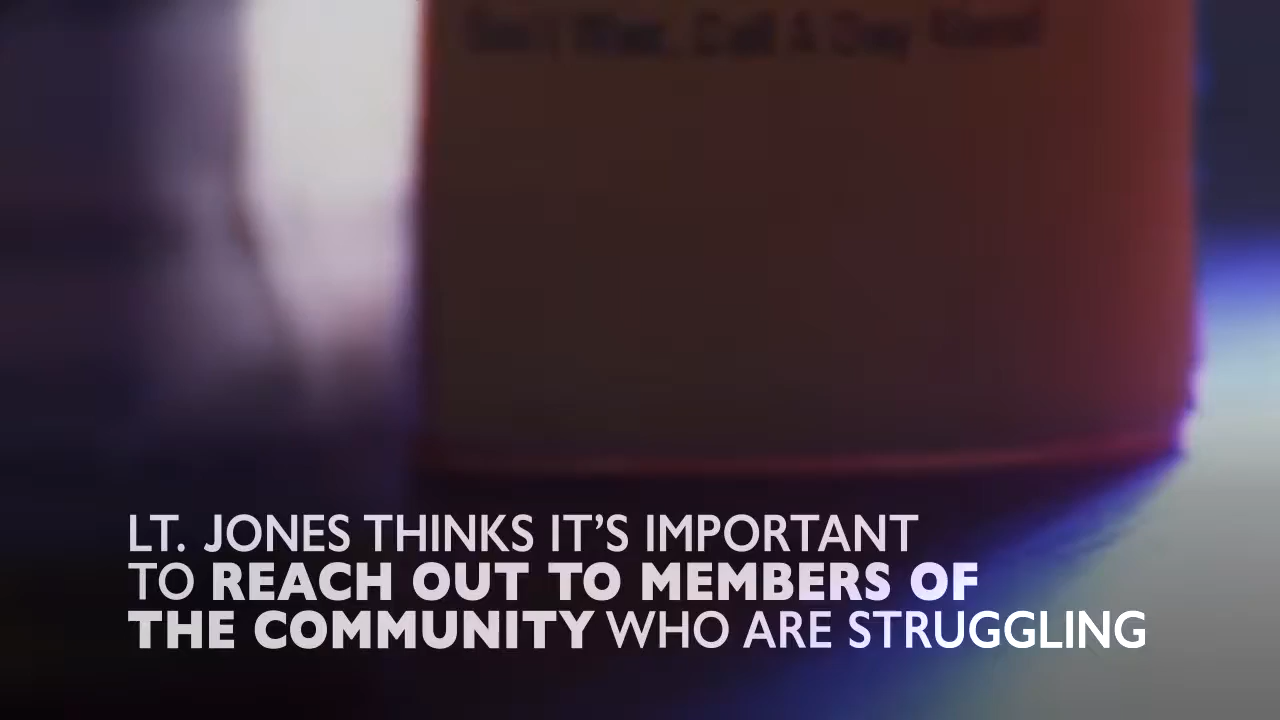 LT. JONES THINKS IT'S IMPORTANT
TO REACH OUT TO MEMBERS OF
THE COMMUNITY WHO ARE STRUGGLING